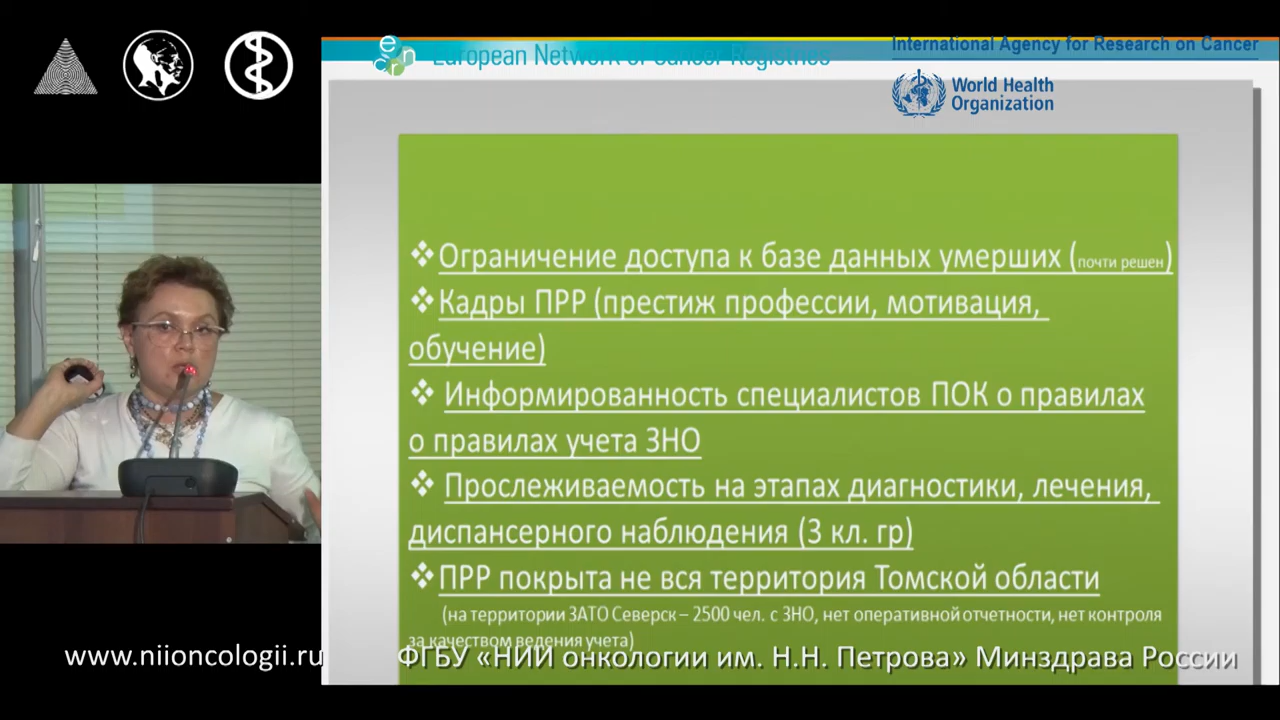 European Network of Cancer Registries
International Agency for Research on Cancer
World Health
Organization
❖Ограничение доступа к базе данных умерших (почти решен)
❖Кадры ПРР (престиж профессии, мотивация,
обучение)
❖ Информированность специалистов ПОК о правилах
о правилах учета ЗНО
❖ Прослеживаемость на этапах диагностики, лечения,
диспансерного наблюдения (3 кл. гр)
❖ПРР покрыта не вся территория Томской области
(на территории ЗАТО Северск – 2500 чел. с ЗНО, нет оперативной отчетности, нет контроля
за качеством ведения учета)
www.niioncologii.ru
ФГБУ «НИИ онкологии им. Н.Н. Петрова» Минздрава России